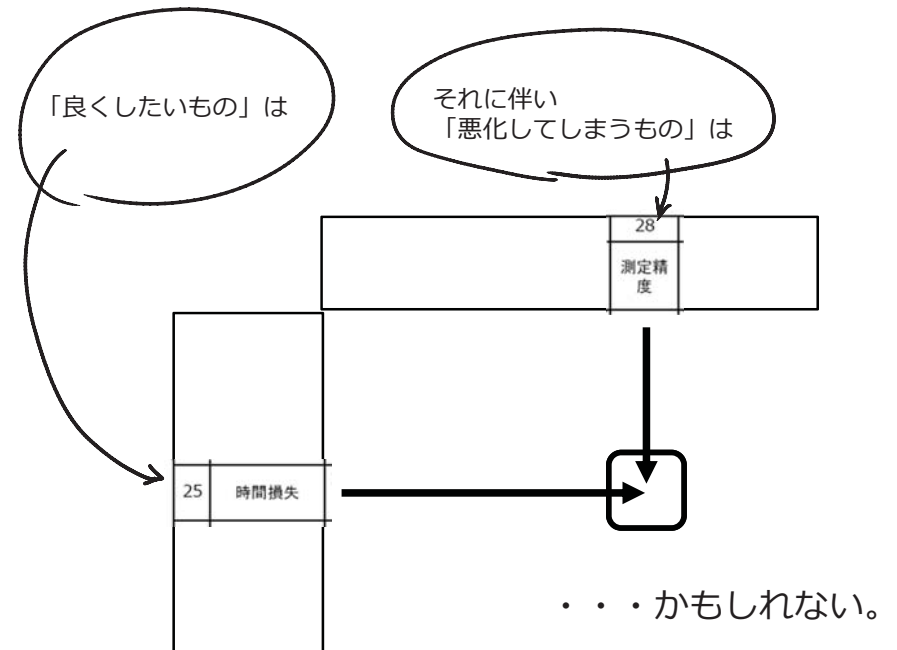 「良くしたいもの」は
それに伴い
「悪化してしまうもの」は
28
測定精
度
25
時間損失
・・・かもしれない。